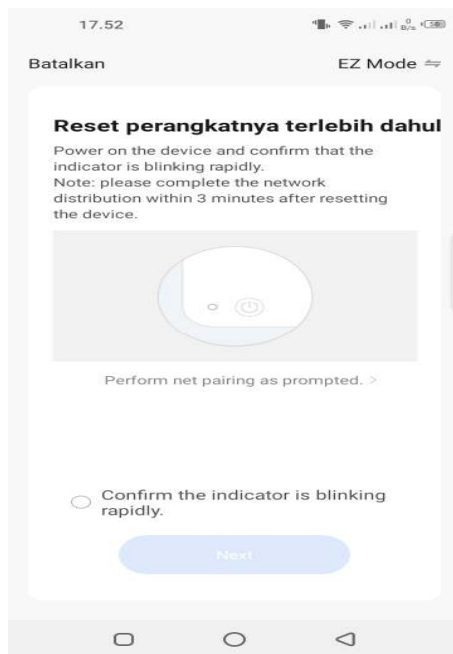 17.52
0
B/s
Batalkan
EZ Mode
Reset perangkatnya terlebih dahul
Power on the device and confirm that the
indicator is blinking rapidly.
Note: please complete the network
distribution within 3 minutes after resetting
the device.
Perform net pairing as prompted. >
Confirm the indicator is blinking
rapidly.
Next